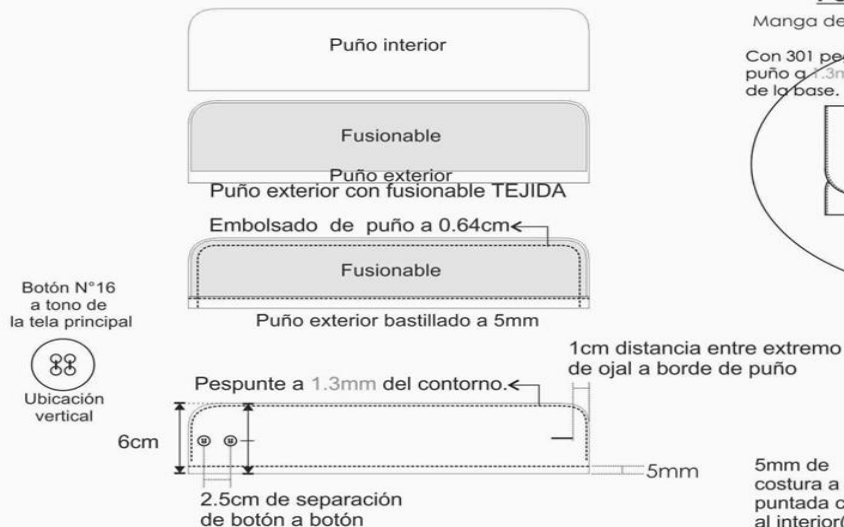 Puño interior
Manga de
Con 301
puño a 1.3m
de la base.
Fusionable
Puño exterior
Puño exterior con fusionable TEJIDA
Embolsado de puño a 0.64cm
Fusionable
Puño exterior bastillado a 5mm
Botón N°16
a tono de
la tela principal
Ubicación
vertical
1cm distancia entre extremo
de ojal a borde de puño
Pespunte a 1.3mm del contorno.
6cm
5mm
2.5cm de separación
de botón a botón
5mm de
costura a
puntada
al interior